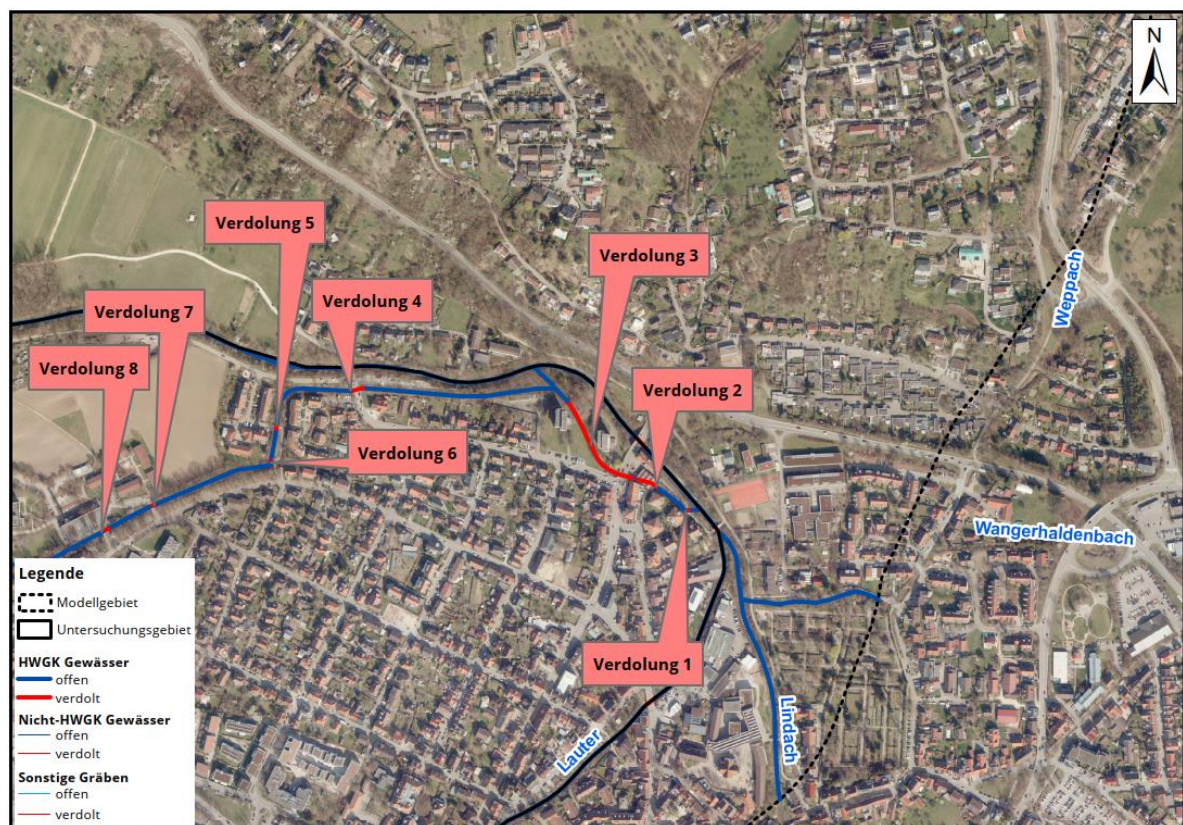 N
Verdolung 5
Verdolung 3
Verdolung 4
Weppach
Verdolung 7
Verdolung 8
Verdolung 2
Verdolung 6
Wangerhaldenbach
Verdolung 1
Lindach
Lauter
Legende
Modellgebiet
Untersuchungsgebiet
HWGK Gewässer
offen
verdolt
Nicht-HWGK Gewässer
offen
verdolt
Sonstige Gräben
offen
verdolt